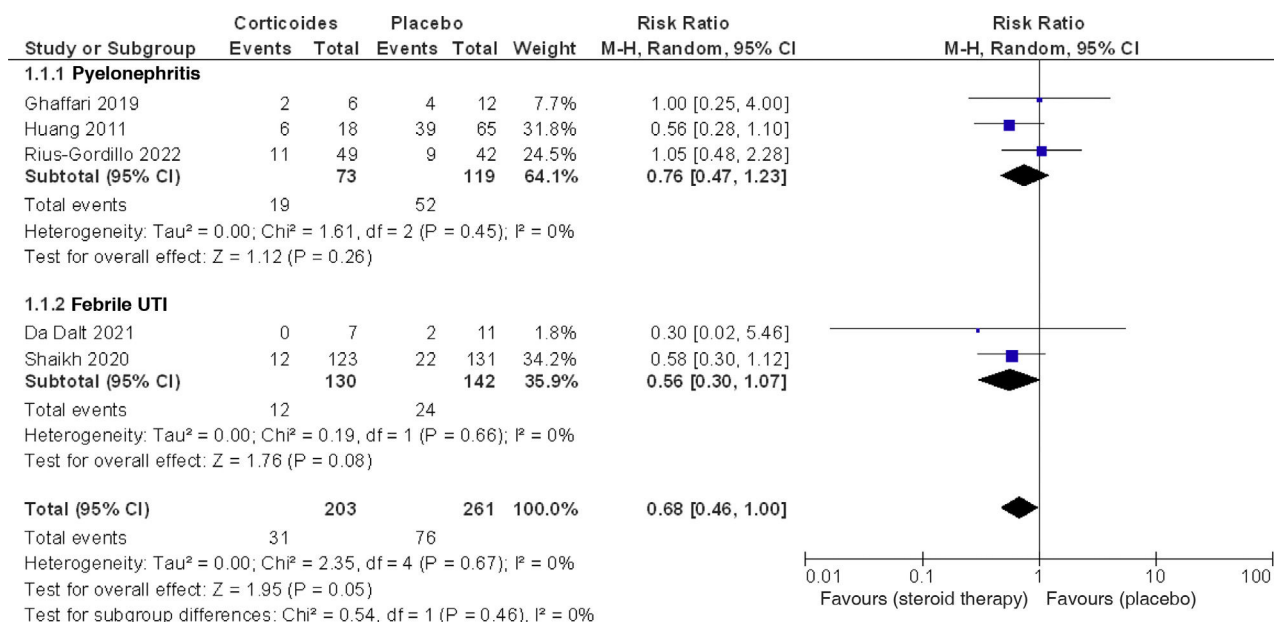 Corticoides Placebo Risk Ratio Risk Ratio
Study or Subgroup Events Total Events Total Weight M-H, Random, 95% CI M-H, Random, 95% CI
1.1.1 Pyelonephritis
Ghaffari 2019 2 6 4 12 7.7% 1.00 [0.25, 4.00]
Huang 2011 6 18 39 65 31.8% 0.56 [0.28, 1.10]
Rius-Gordillo 2022 11 49 9 42 24.5% 1.05 [0.48, 2.28]
Subtotal (95% CI) 73 119 64.1% 0.76 [0.47, 1.23]
Total events 19 52
Heterogeneity: Tau² = 0.00; Chi² = 1.61, df = 2 (P = 0.45); I² = 0%
Test for overall effect: Z = 1.12 (P = 0.26)
1.1.2 Febrile UTI
Da Dalt 2021 0 7 2 11 1.8% 0.30 [0.02, 5.46]
Shaikh 2020 12 123 22 131 34.2% 0.58 [0.30, 1.12]
Subtotal (95% CI) 130 142 35.9% 0.56 [0.30, 1.07]
Total events 12 24
Heterogeneity: Tau² = 0.00; Chi² = 0.19, df = 1 (P = 0.66); I² = 0%
Test for overall effect: Z = 1.76 (P = 0.08)
Total (95% CI) 203 261 100.0% 0.68 [0.46, 1.00]
Total events 31 76
Heterogeneity: Tau² = 0.00; Chi² = 2.35, df = 4 (P = 0.67); I² = 0%
Test for overall effect: Z = 1.95 (P = 0.05)
Test for subgroup differences: Chi² = 0.54, df = 1 (P = 0.46), I² = 0%
0.01 0.1 1 10 100
Favours (steroid therapy) Favours (placebo)